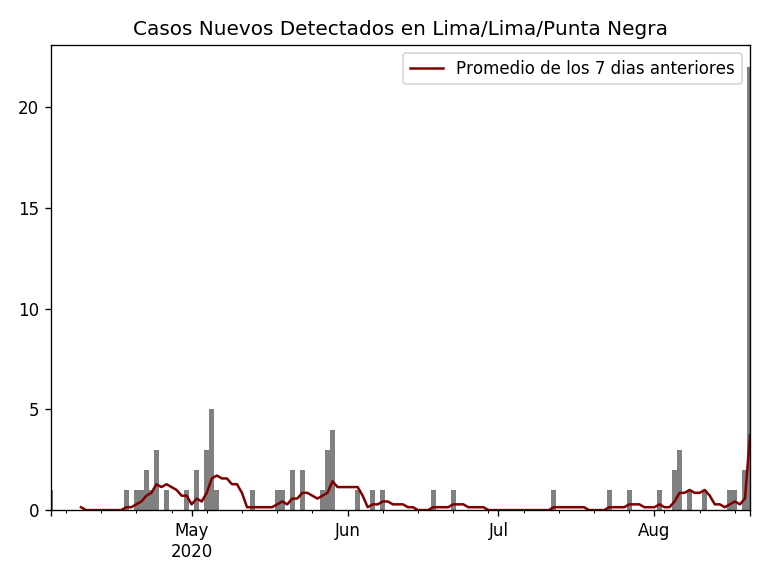 Casos Nuevos Detectados en Lima/Lima/Punta Negra
Promedio de los 7 dias anteriores
20
15
10
5
0
May Jun Jul Aug
2020